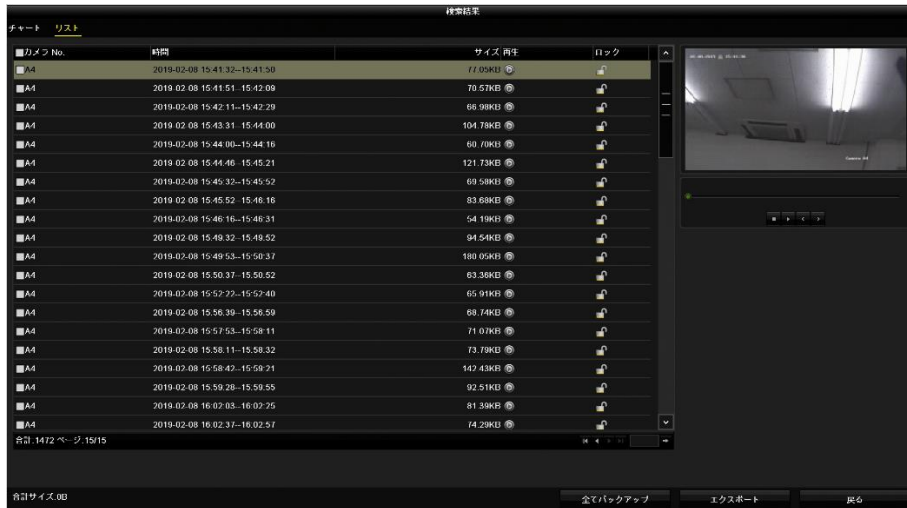 検索結果
チャート リスト
カメラ No. 時間 サイズ 再生 ロック
A4 2019-02-08 15:41:32--15:41:50 77.05KB
A4 2019-02-08 15:41:51--15:42:09 70.57KB
A4 2019-02-08 15:42:11--15:42:29 66.98KB
A4 2019-02-08 15:43:31--15:44:00 104.78KB
A4 2019-02-08 15:44:00--15:44:16 60.70KB
A4 2019-02-08 15:44:46--15:45:21 121.73KB
A4 2019-02-08 15:45:32--15:45:52 69.58KB
A4 2019-02-08 15:45:52--15:46:16 83.68KB
A4 2019-02-08 15:46:16--15:46:31 54.19KB
A4 2019-02-08 15:49:32--15:49:52 94.54KB
A4 2019-02-08 15:49:53--15:50:37 180.05KB
A4 2019-02-08 15:50:37--15:50:52 63.36KB
A4 2019-02-08 15:52:22--15:52:40 65.91KB
A4 2019-02-08 15:56:39--15:56:59 68.74KB
A4 2019-02-08 15:57:53--15:58:11 71.07KB
A4 2019-02-08 15:58:11--15:58:32 73.79KB
A4 2019-02-08 15:58:42--15:59:21 142.43KB
A4 2019-02-08 15:59:28--15:59:55 92.51KB
A4 2019-02-08 16:02:03--16:02:25 81.39KB
A4 2019-02-08 16:02:37--16:02:57 74.29KB
合計:1472 ページ:15/15
合計サイズ:0B
全てバックアップ エクスポート 戻る